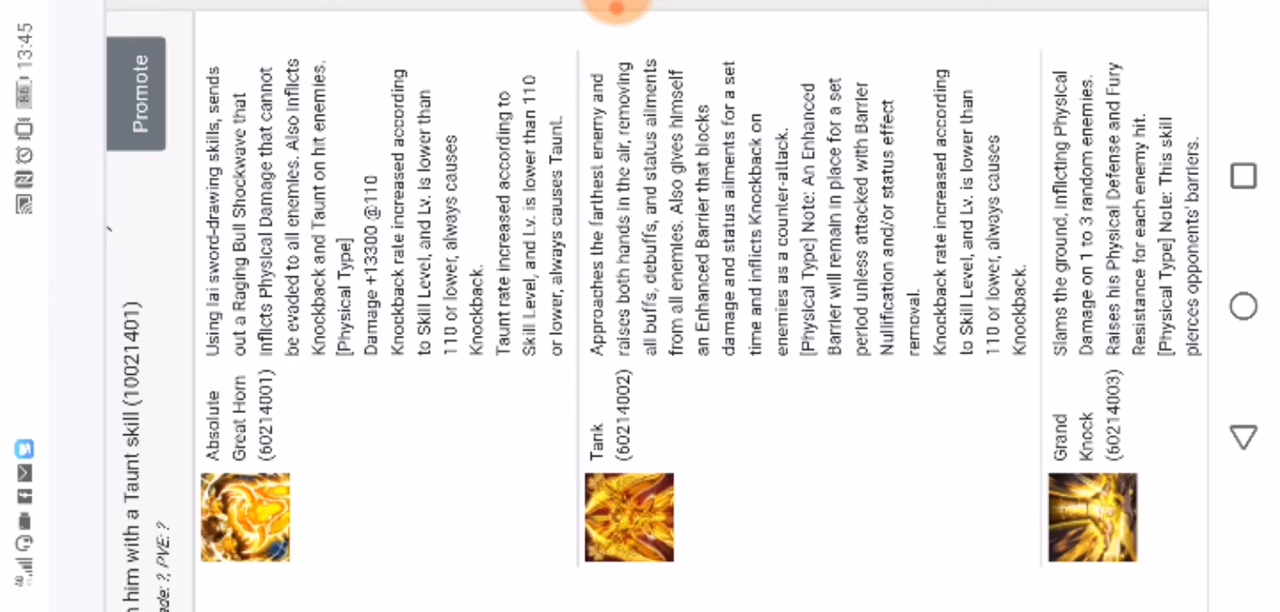 13:45
n him with a Taunt skill (10021401)
ade: ?, PVE: ?
Promote
Absolute
Great Horn
(60214001)
Using Iai sword-drawing skills, sends
out a Raging Bull Shockwave that
inflicts Physical Damage that cannot
be evaded to all enemies. Also inflicts
Knockback and Taunt on hit enemies.
[Physical Type]
Damage +13300 @110
Knockback rate increased according
to Skill Level, and Lv. is lower than
110 or lower, always causes
Knockback.
Taunt rate increased according to
Skill Level, and Lv. is lower than 110
or lower, always causes Taunt.
Tank
(60214002)
Approaches the farthest enemy and
raises both hands in the air, removing
all buffs, debuffs, and status ailments
from all enemies. Also gives himself
an Enhanced Barrier that blocks
damage and status ailments for a set
time and inflicts Knockback on
enemies as a counter-attack.
[Physical Type] Note: An Enhanced
Barrier will remain in place for a set
period unless attacked with Barrier
Nullification and/or status effect
removal.
Knockback rate increased according
to Skill Level, and Lv. is lower than
110 or lower, always causes
Knockback.
Grand
Knock
(60214003)
Slams the ground, inflicting Physical
Damage on 1 to 3 random enemies.
Raises his Physical Defense and Fury
Resistance for each enemy hit.
[Physical Type] Note: This skill
pierces opponents' barriers.